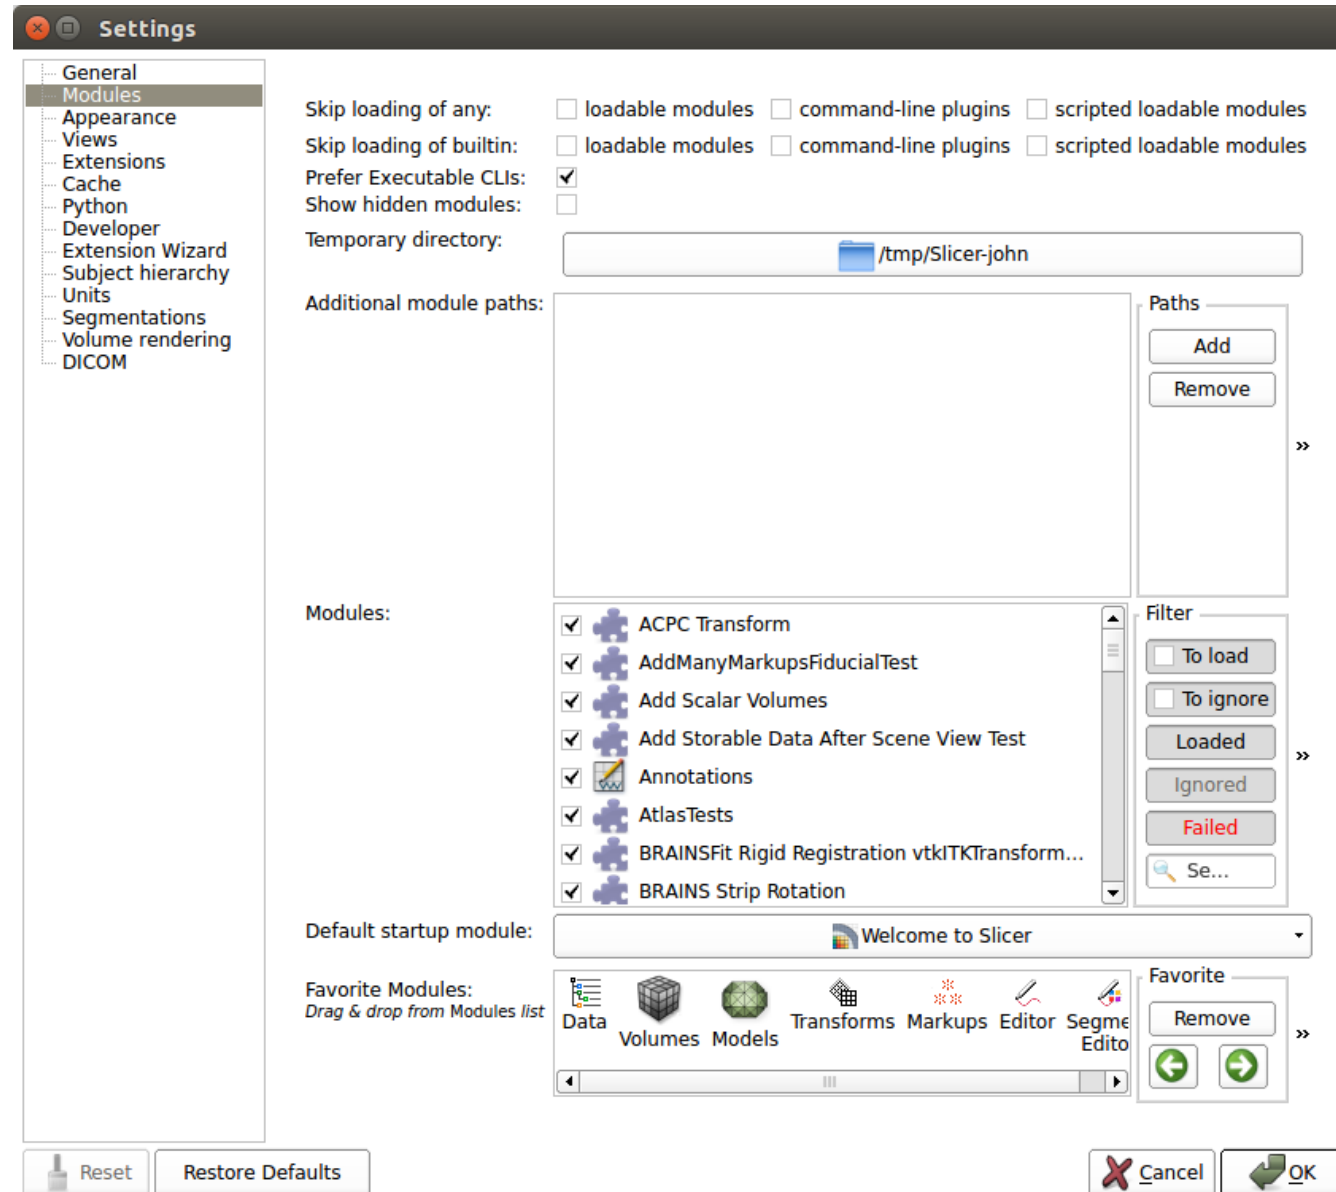 Settings
General
Modules
Appearance
Views
Extensions
Cache
Python
Developer
Extension Wizard
Subject hierarchy
Units
Segmentations
Volume rendering
DICOM
Skip loading of any: loadable modules command-line plugins scripted loadable modules
Skip loading of builtin: loadable modules command-line plugins scripted loadable modules
Prefer Executable CLIs:
Show hidden modules:
Temporary directory: /tmp/Slicer-john
Additional module paths:
Paths
Add
Remove
»
Modules:
ACPC Transform
AddManyMarkupsFiducialTest
Add Scalar Volumes
Add Storable Data After Scene View Test
Annotations
AtlasTests
BRAINSFit Rigid Registration vtkITKTransform...
BRAINS Strip Rotation
Filter
To load
To ignore
Loaded
Ignored
Failed
Se...
»
Default startup module: Welcome to Slicer
Favorite Modules:
Drag & drop from Modules list
Data Volumes Models Transforms Markups Editor Segme
Edito
Favorite
Remove
»
Reset Restore Defaults Cancel OK